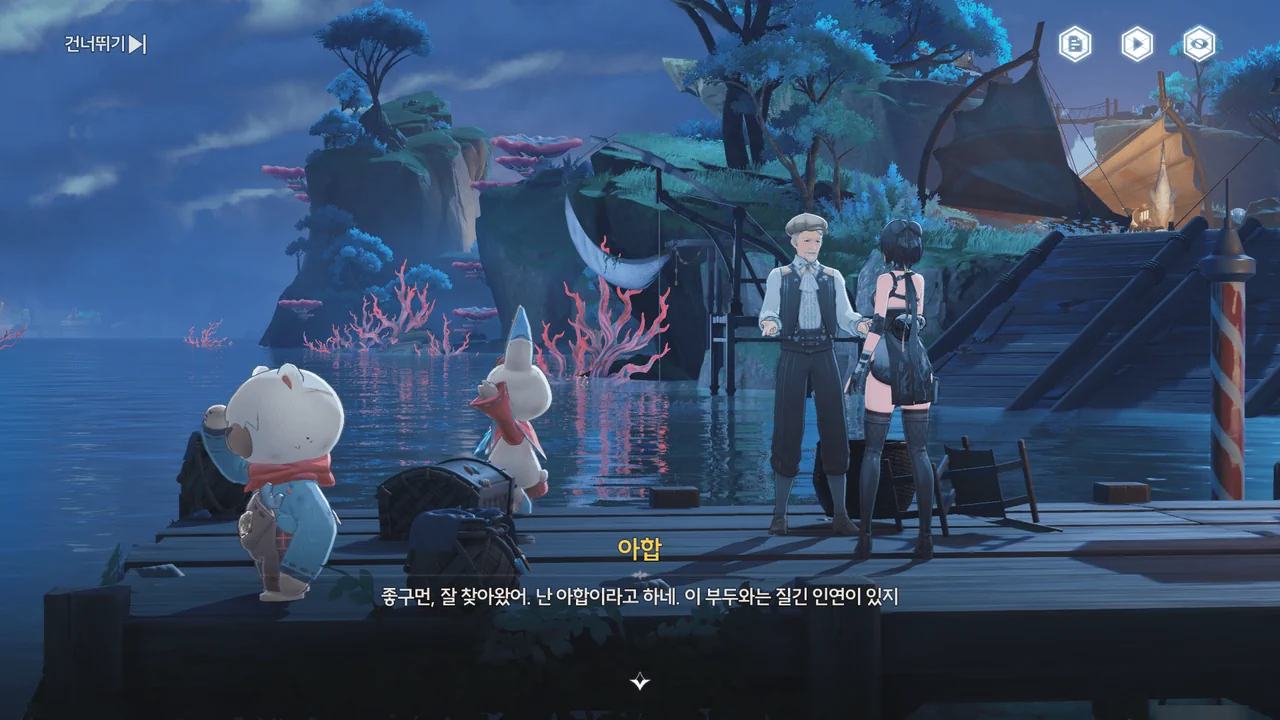 건너뛰기
아합
좋구먼, 잘 찾아왔어. 난 아합이라고 하네. 이 부두와는 질긴 인연이 있지